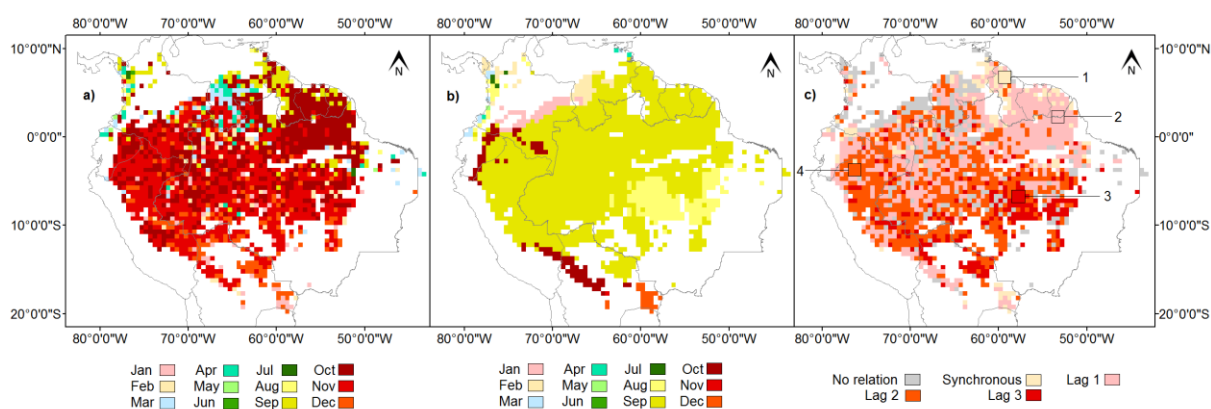 80°0'0"W 70°0'0"W 60°0'0"W 50°0'0"W 80°0'0"W 70°0'0"W 60°0'0"W 50°0'0"W 80°0'0"W 70°0'0"W 60°0'0"W 50°0'0"W
10°0'0"N 10°0'0"N
N N N
a) b) c)
1
2
0°0'0" 0°0'0"
4
3
10°0'0"S 10°0'0"S
20°0'0"S 20°0'0"S
80°0'0"W 70°0'0"W 60°0'0"W 50°0'0"W 80°0'0"W 70°0'0"W 60°0'0"W 50°0'0"W 80°0'0"W 70°0'0"W 60°0'0"W 50°0'0"W
Jan Apr Jul Oct
Feb May Aug Nov
Mar Jun Sep Dec
Jan Apr Jul Oct
Feb May Aug Nov
Mar Jun Sep Dec
No relation Synchronous Lag 1
Lag 2 Lag 3